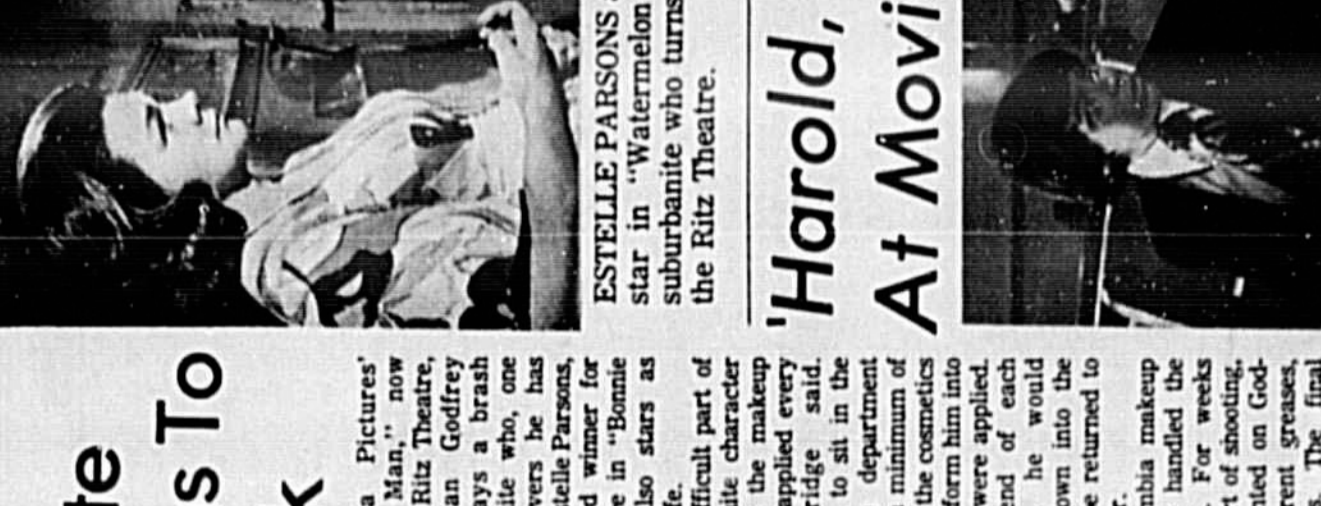 te
s To
k
a Pictures'
Man," now
Ritz Theatre,
an Godfrey
ays a brash
ite who, one
vers he has
telle Parsons,
d winner for
e in "Bonnie
lso stars as
fe.
fficult part of
ite character
the makeup
applied every
ridge said.
to sit in the
department
minimum of
the cosmetics
form him into
were applied.
end of each
he would
own into the
e returned to
r.
mbia makeup
handled the
For weeks
rt of shooting,
nted on God-
rent greases,
s. The final
ESTELLE PARSONS
star in "Watermelon
suburbanite who turns
the Ritz Theatre.
'Harold,
At Movi